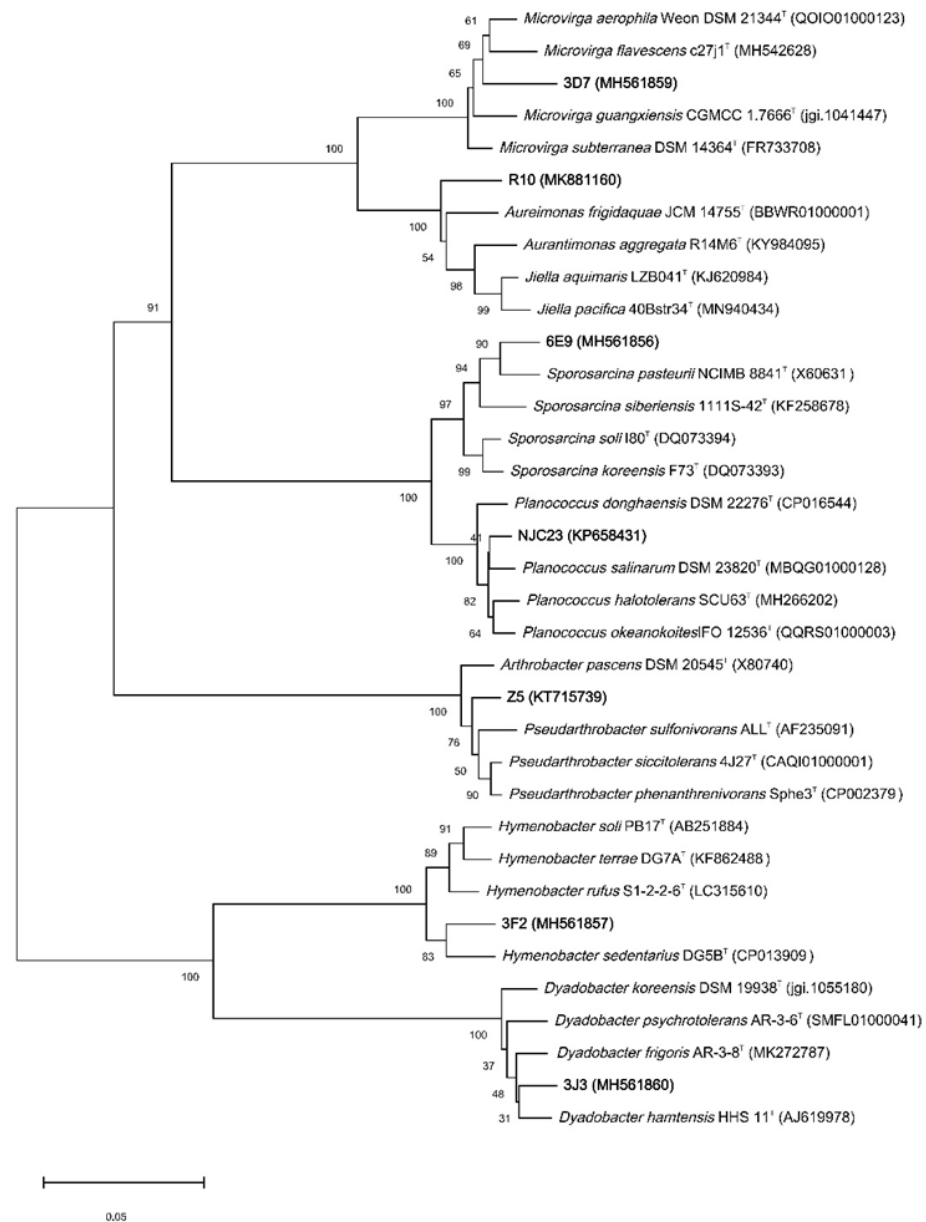 61
Microvirga aerophila Weon DSM 21344ᵀ (QOIO01000123)
69
Microvirga flavescens c27j1ᵀ (MH542628)
65
3D7 (MH561859)
100
Microvirga guangxiensis CGMCC 1.7666ᵀ (jgi.1041447)
100
Microvirga subterranea DSM 14364ᵀ (FR733708)
R10 (MK881160)
Aureimonas frigidaquae JCM 14755ᵀ (BBWR01000001)
100
Aurantimonas aggregata R14M6ᵀ (KY984095)
54
Jiella aquimaris LZB041ᵀ (KJ620984)
98
Jiella pacifica 40Bstr34ᵀ (MN940434)
99
91
6E9 (MH561856)
90
Sporosarcina pasteurii NCIMB 8841ᵀ (X60631)
94
Sporosarcina siberiensis 1111S-42ᵀ (KF258678)
97
Sporosarcina soli I80ᵀ (DQ073394)
Sporosarcina koreensis F73ᵀ (DQ073393)
99
100
Planococcus donghaensis DSM 22276ᵀ (CP016544)
NJC23 (KP658431)
41
100
Planococcus salinarum DSM 23820ᵀ (MBQG01000128)
82
Planococcus halotolerans SCU63ᵀ (MH266202)
64
Planococcus okeanokoitesIFO 12536ᵀ (QQRS01000003)
Arthrobacter pascens DSM 20545ᵀ (X80740)
Z5 (KT715739)
100
Pseudarthrobacter sulfonivorans ALLᵀ (AF235091)
76
Pseudarthrobacter siccitolerans 4J27ᵀ (CAQI01000001)
50
Pseudarthrobacter phenanthrenivorans Sphe3ᵀ (CP002379)
90
Hymenobacter soli PB17ᵀ (AB251884)
91
Hymenobacter terrae DG7Aᵀ (KF862488)
89
Hymenobacter rufus S1-2-2-6ᵀ (LC315610)
100
3F2 (MH561857)
Hymenobacter sedentarius DG5Bᵀ (CP013909)
83
100
Dyadobacter koreensis DSM 19938ᵀ (jgi.1055180)
Dyadobacter psychrotolerans AR-3-6ᵀ (SMFL01000041)
100
Dyadobacter frigoris AR-3-8ᵀ (MK272787)
37
3J3 (MH561860)
48
Dyadobacter hamtensis HHS 11ᵀ (AJ619978)
31
0.05